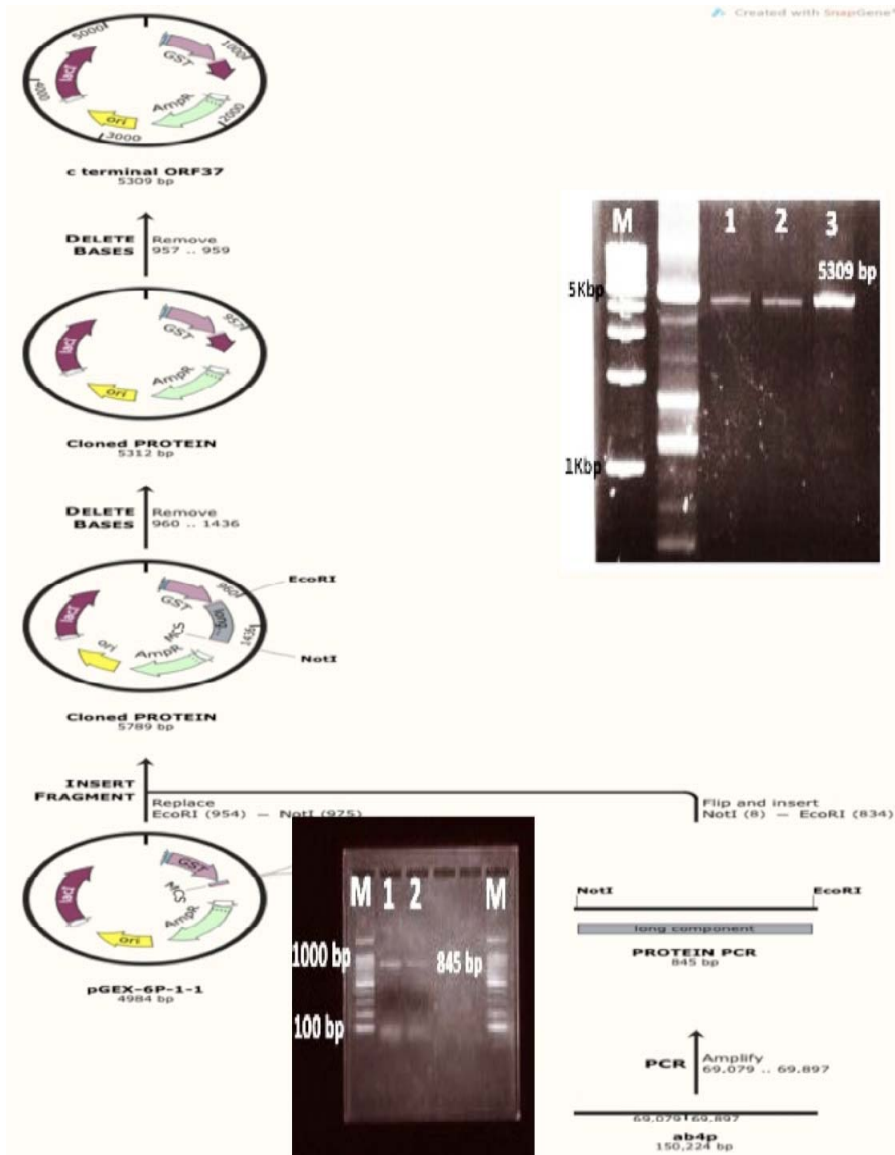 Created with SnapGene
5000
1000
GST
lacI
AmpR
4000
2000
ori
3000
c terminal ORF37
5309 bp
DELETE
BASES
Remove
957 .. 959
957
GST
lacI
AmpR
ori
Cloned PROTEIN
5312 bp
DELETE
BASES
Remove
960 .. 1436
EcoRI
960
GST
lacI
MCS
long
1436
ori
AmpR
NotI
Cloned PROTEIN
5789 bp
INSERT
FRAGMENT
Replace
EcoRI (954) – NotI (975)
Flip and insert
NotI (8) – EcoRI (834)
GST
lacI
MCS
AmpR
ori
pGEX-6P-1-1
4984 bp
M 1 2 3
5309 bp
5Kbp
1Kbp
M 1 2 M
1000 bp
845 bp
100 bp
NotI
EcoRI
long component
PROTEIN PCR
845 bp
PCR
Amplify
69,079 .. 69,897
69,079 69,897
ab4p
150,224 bp